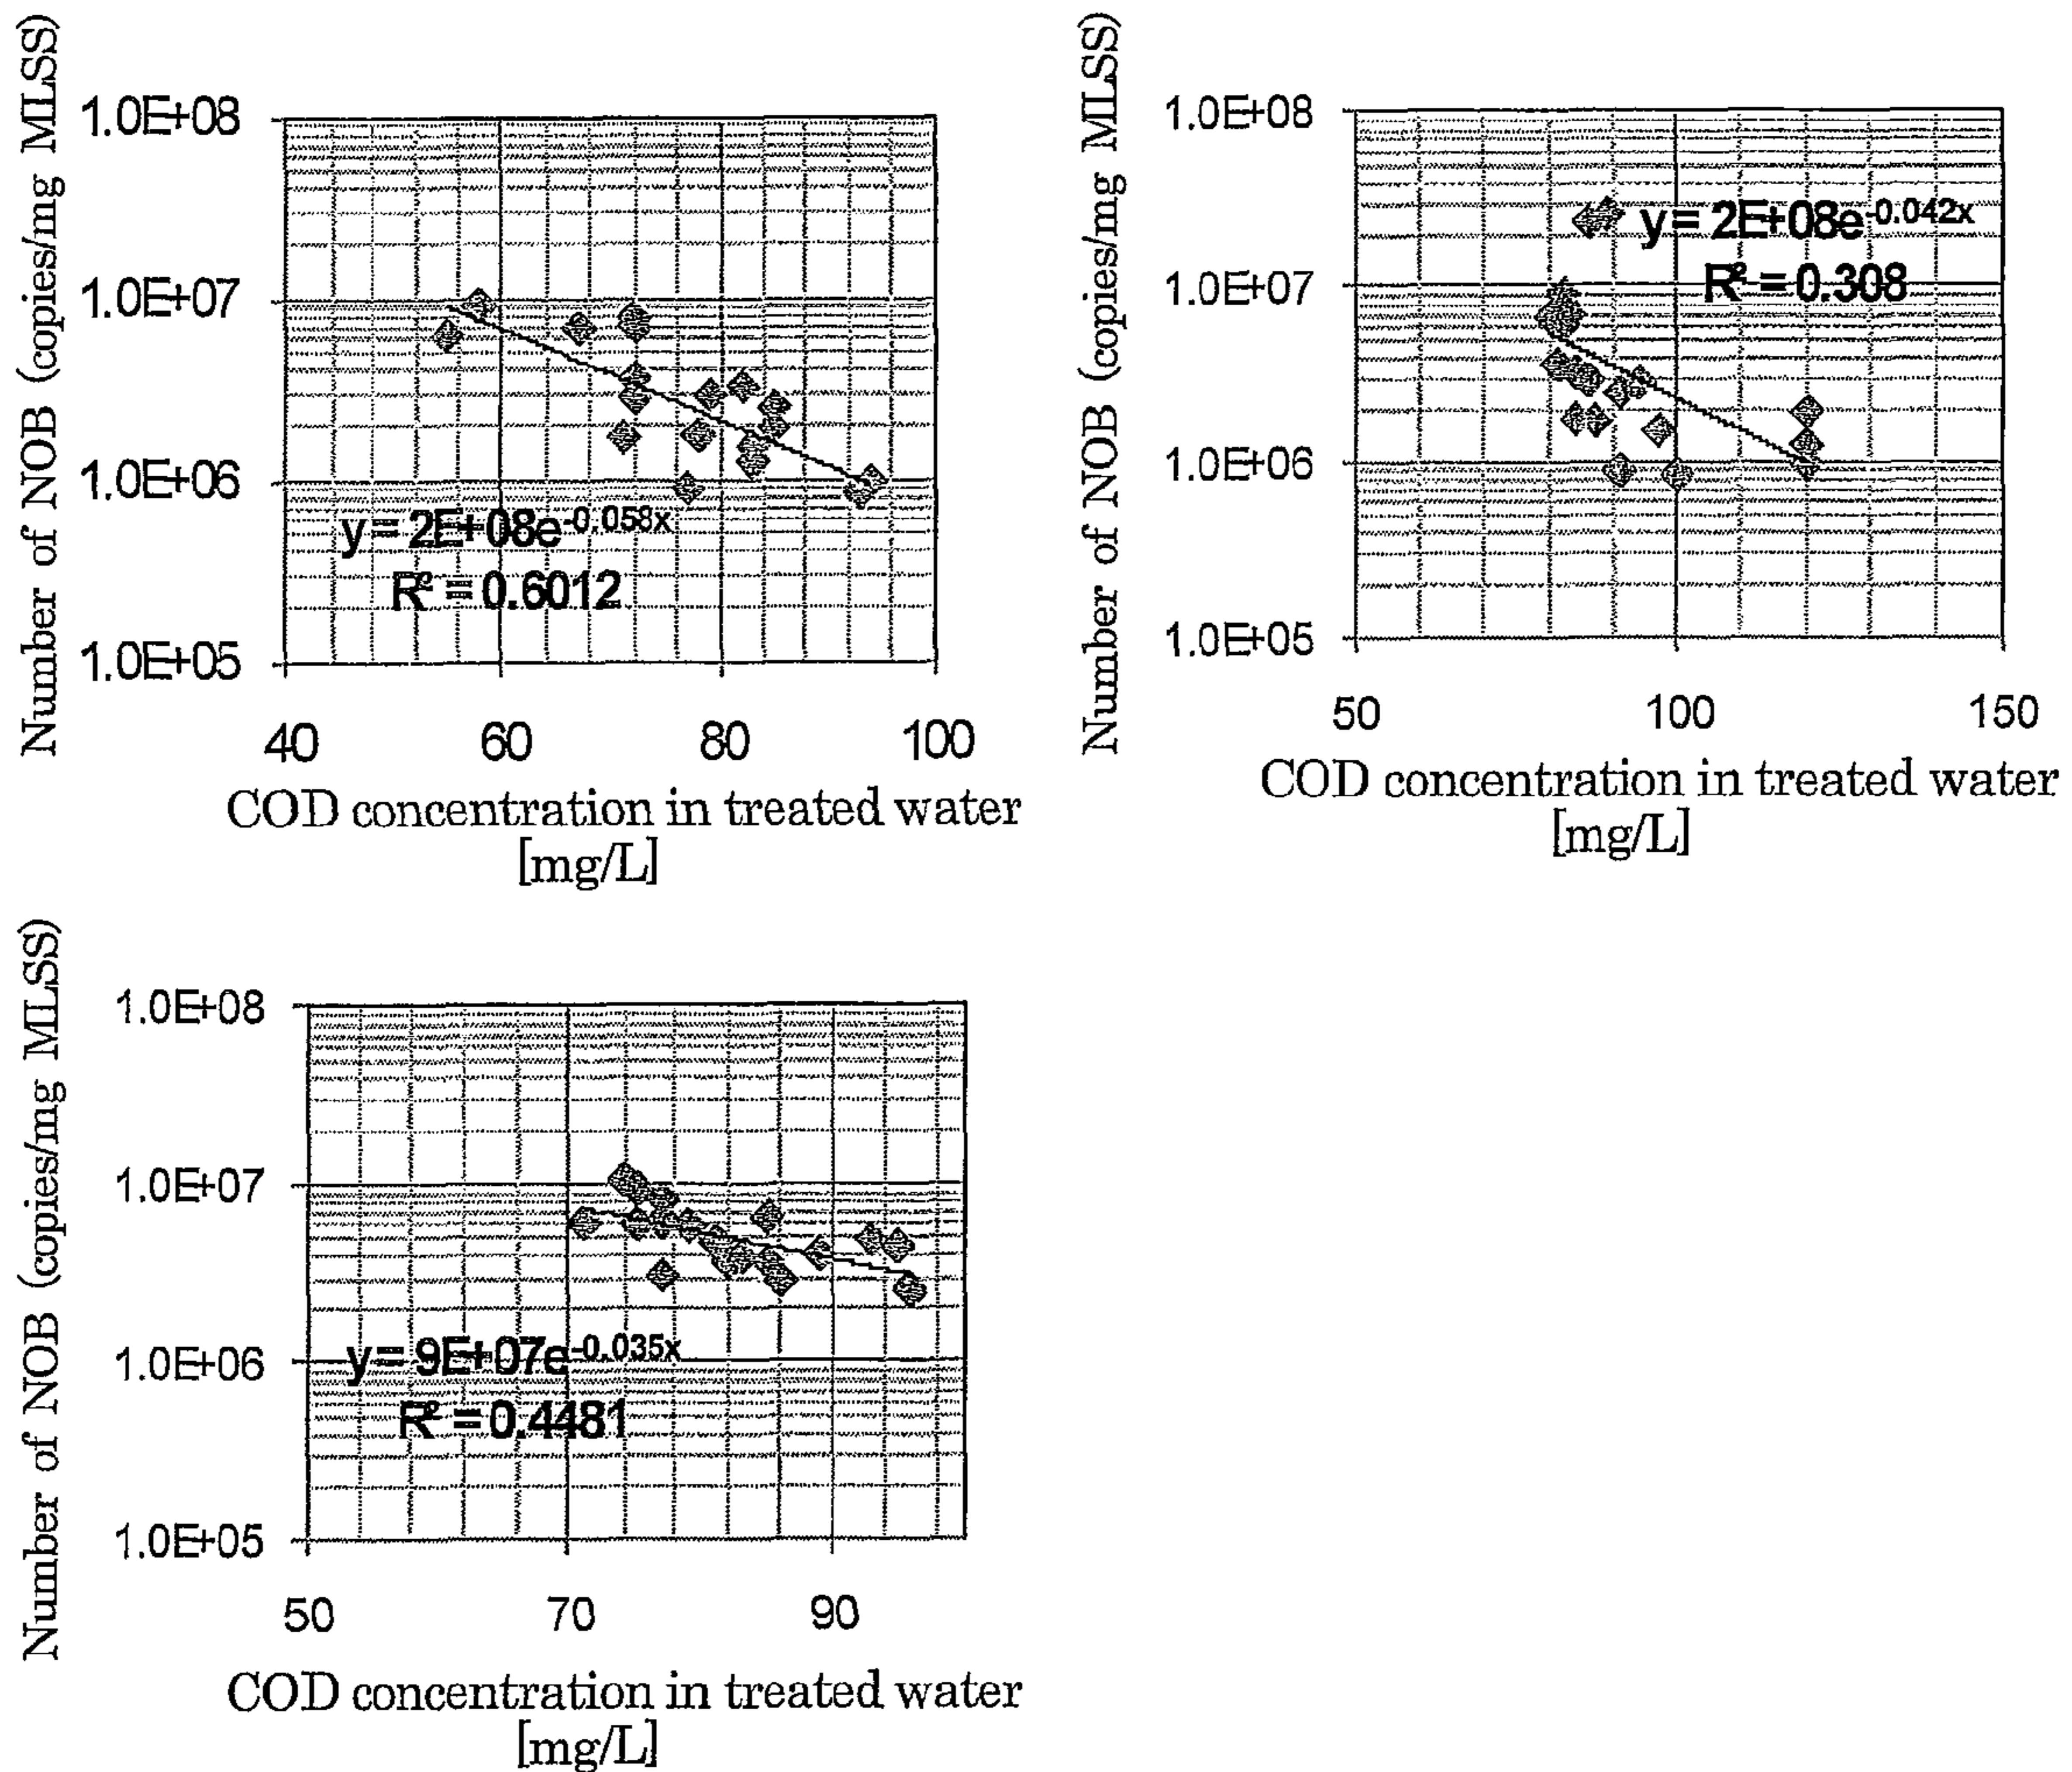 Number of NOB (copies/mg MLSS)
1.0E+08
1.0E+07
1.0E+06
1.0E+05
y = 2E+08e-0.058x
R² = 0.6012
40 60 80 100
COD concentration in treated water
[mg/L]
Number of NOB (copies/mg MLSS)
1.0E+08
1.0E+07
1.0E+06
1.0E+05
y = 2E+08e-0.042x
R² = 0.308
50 100 150
COD concentration in treated water
[mg/L]
Number of NOB (copies/mg MLSS)
1.0E+08
1.0E+07
1.0E+06
1.0E+05
y = 9E+07e-0.035x
R² = 0.4481
50 70 90
COD concentration in treated water
[mg/L]